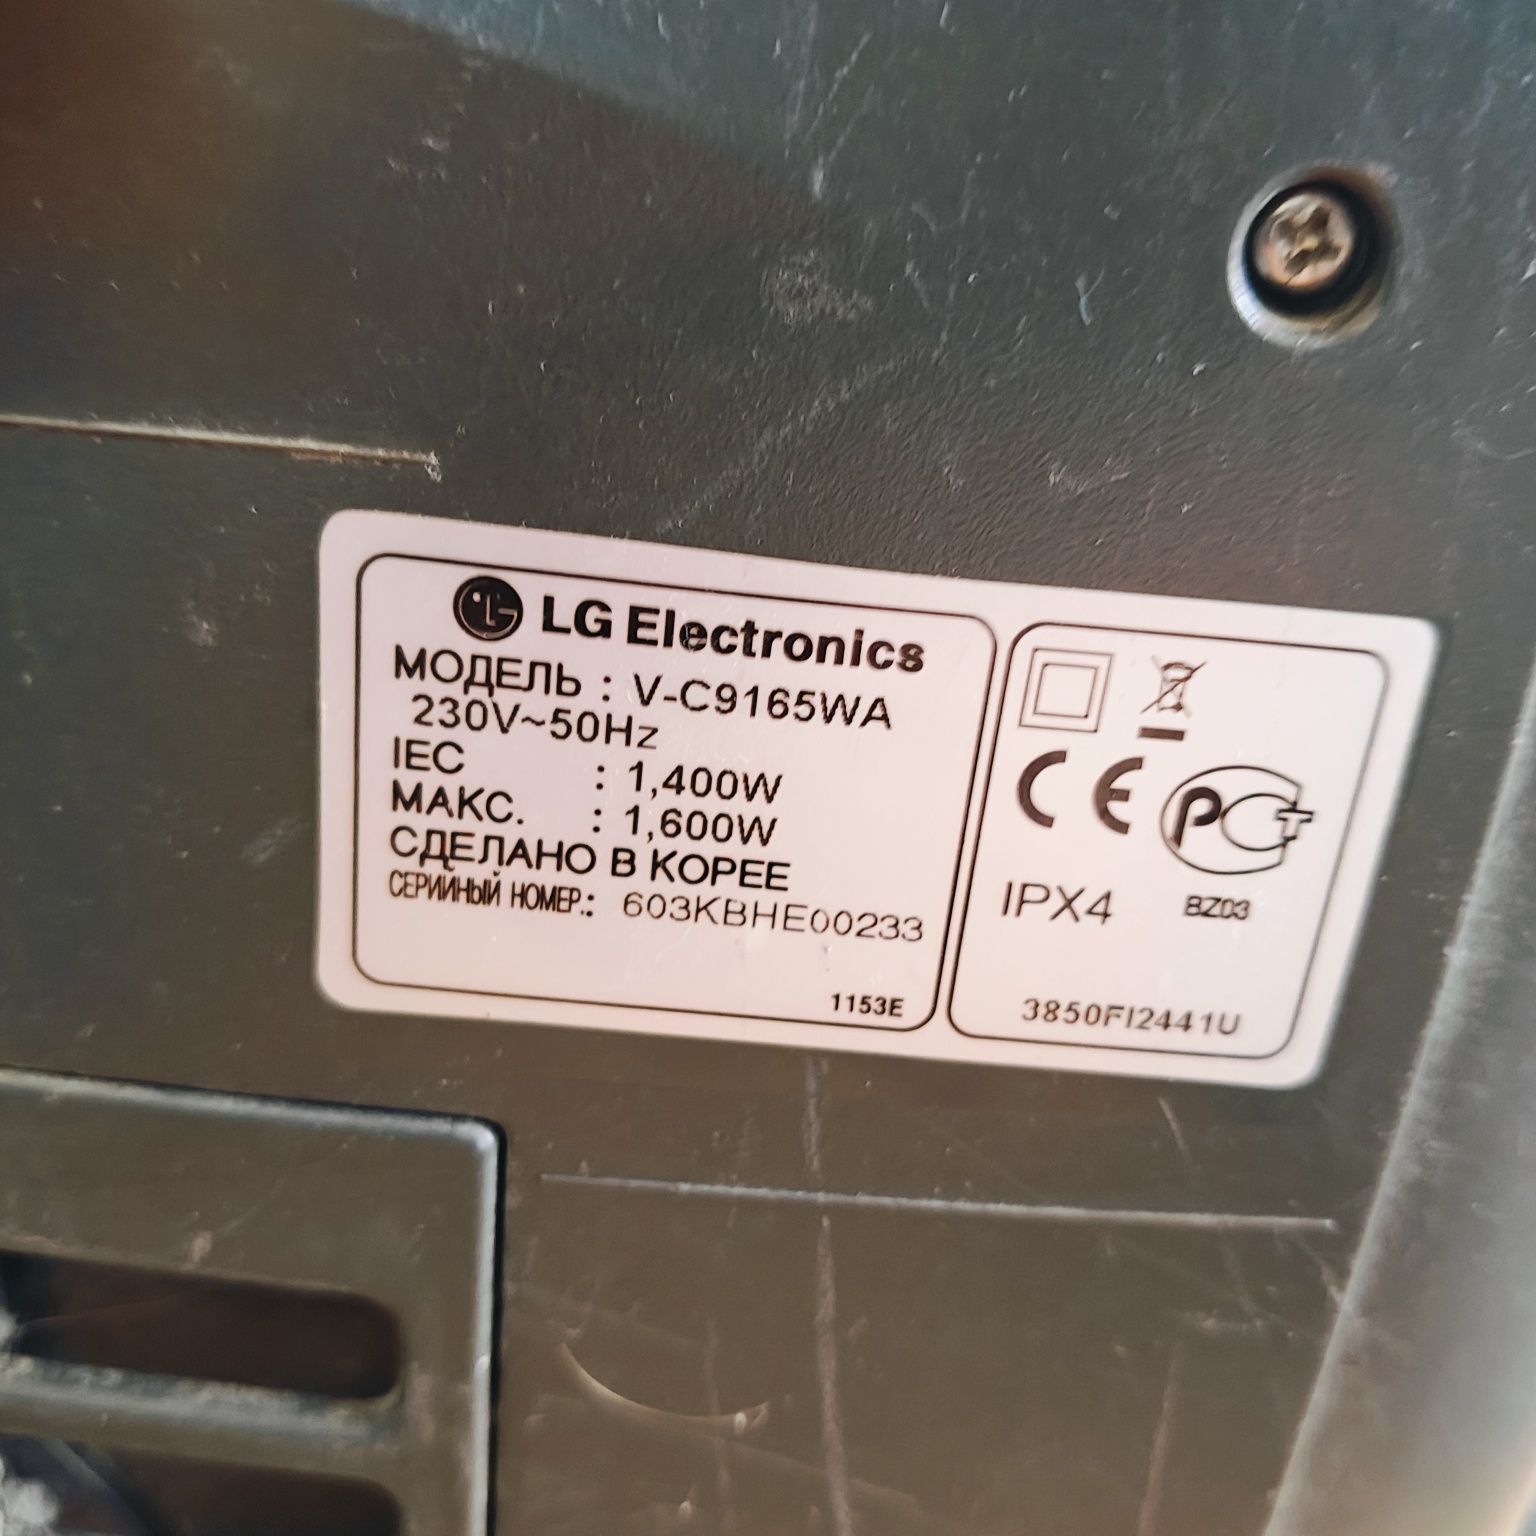 LG Electronics
МОДЕЛЬ : V-C9165WA
230V~50Hz
IEC : 1,400W
МАКС. : 1,600W
СДЕЛАНО В КОРЕЕ
СЕРИЙНЫЙ НОМЕР.: 603KBHE00233
1153E
CE
РСТ
IPX4
BZ03
3850FI2441U